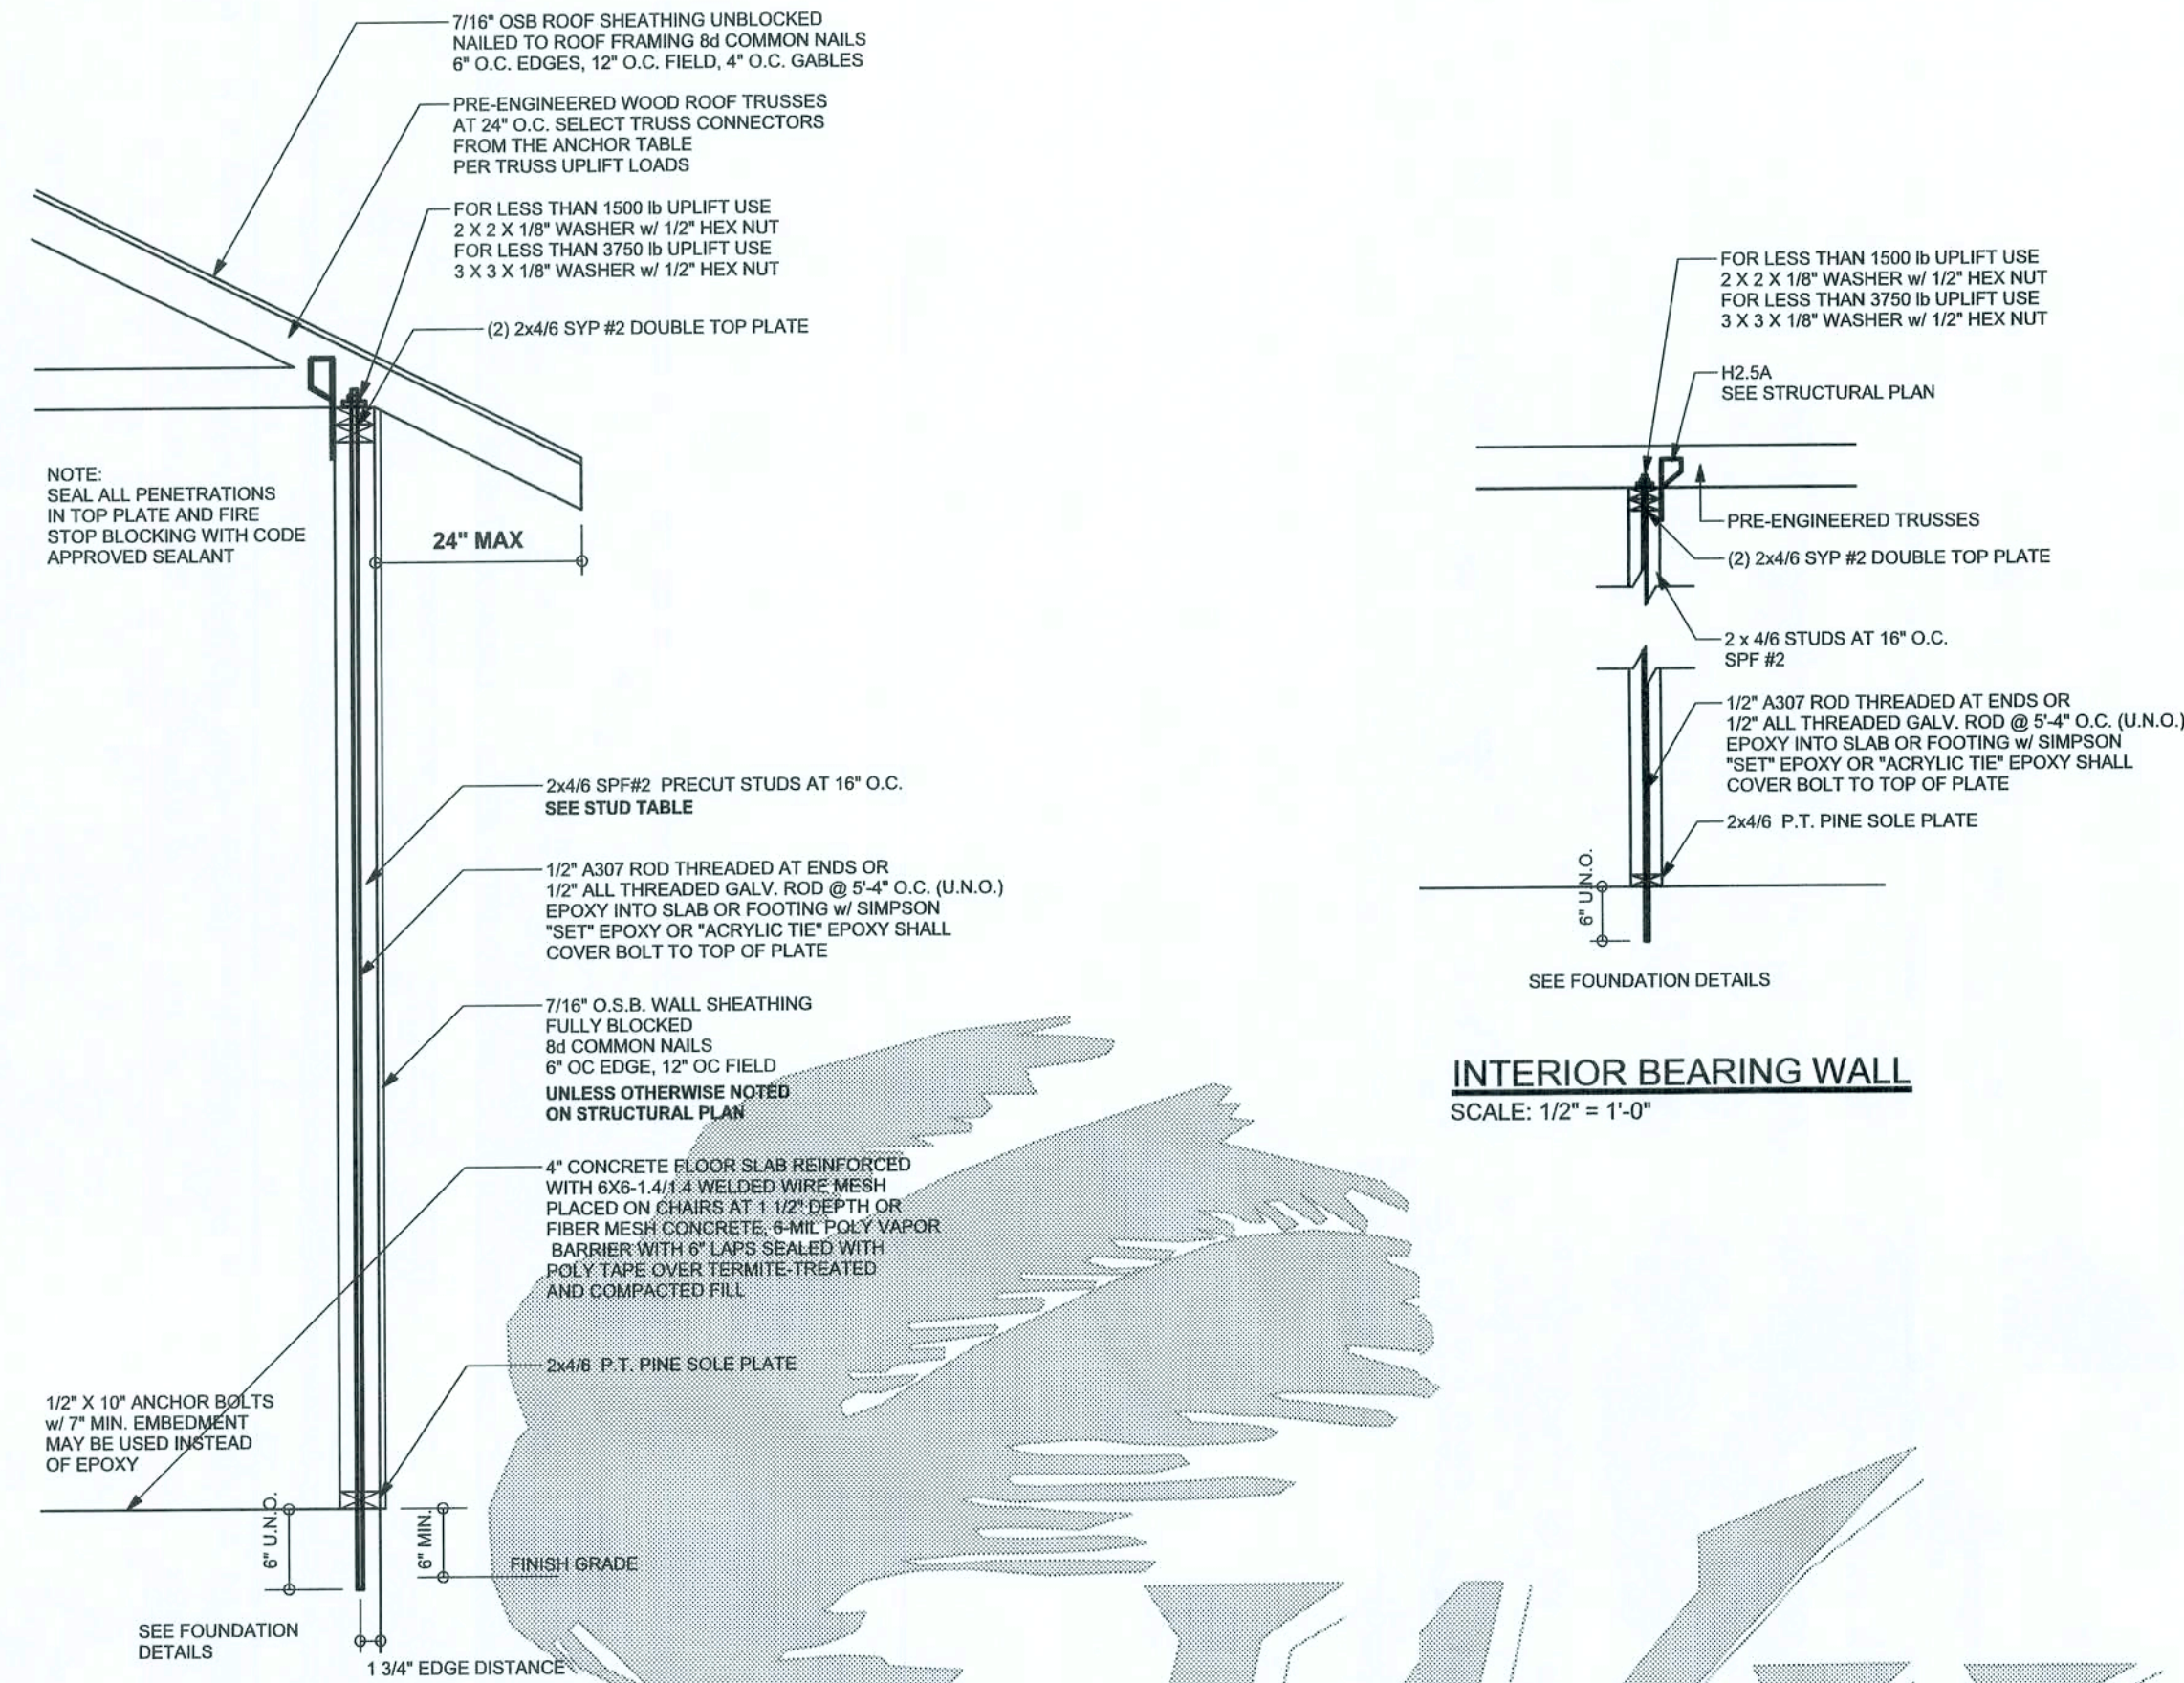 7/16" OSB ROOF SHEATHING UNBLOCKED
NAILED TO ROOF FRAMING 8d COMMON NAILS
6" O.C. EDGES, 12" O.C. FIELD, 4" O.C. GABLES
PRE-ENGINEERED WOOD ROOF TRUSSES
AT 24" O.C. SELECT TRUSS CONNECTORS
FROM THE ANCHOR TABLE
PER TRUSS UPLIFT LOADS
FOR LESS THAN 1500 lb UPLIFT USE
2 X 2 X 1/8" WASHER w/ 1/2" HEX NUT
FOR LESS THAN 3750 lb UPLIFT USE
3 X 3 X 1/8" WASHER w/ 1/2" HEX NUT
(2) 2x4/6 SYP #2 DOUBLE TOP PLATE
NOTE:
SEAL ALL PENETRATIONS
IN TOP PLATE AND FIRE
STOP BLOCKING WITH CODE
APPROVED SEALANT
24" MAX
2x4/6 SPF#2 PRECUT STUDS AT 16" O.C.
SEE STUD TABLE
1/2" A307 ROD THREADED AT ENDS OR
1/2" ALL THREADED GALV. ROD @ 5'-4" O.C. (U.N.O.)
EPOXY INTO SLAB OR FOOTING w/ SIMPSON
"SET" EPOXY OR "ACRYLIC TIE" EPOXY SHALL
COVER BOLT TO TOP OF PLATE
7/16" O.S.B. WALL SHEATHING
FULLY BLOCKED
8d COMMON NAILS
6" OC EDGE, 12" OC FIELD
UNLESS OTHERWISE NOTED
ON STRUCTURAL PLAN
4" CONCRETE FLOOR SLAB REINFORCED
WITH 6X6-1.4/1.4 WELDED WIRE MESH
PLACED ON CHAIRS AT 1 1/2" DEPTH OR
FIBER MESH CONCRETE, 6-MIL POLY VAPOR
BARRIER WITH 6" LAPS SEALED WITH
POLY TAPE OVER TERMITE-TREATED
AND COMPACTED FILL
2x4/6 P.T. PINE SOLE PLATE
1/2" X 10" ANCHOR BOLTS
w/ 7" MIN. EMBEDMENT
MAY BE USED INSTEAD
OF EPOXY
6" U.N.O.
6" MIN.
FINISH GRADE
SEE FOUNDATION
DETAILS
1 3/4" EDGE DISTANCE
FOR LESS THAN 1500 lb UPLIFT USE
2 X 2 X 1/8" WASHER w/ 1/2" HEX NUT
FOR LESS THAN 3750 lb UPLIFT USE
3 X 3 X 1/8" WASHER w/ 1/2" HEX NUT
H2.5A
SEE STRUCTURAL PLAN
PRE-ENGINEERED TRUSSES
(2) 2x4/6 SYP #2 DOUBLE TOP PLATE
2 x 4/6 STUDS AT 16" O.C.
SPF #2
1/2" A307 ROD THREADED AT ENDS OR
1/2" ALL THREADED GALV. ROD @ 5'-4" O.C. (U.N.O.)
EPOXY INTO SLAB OR FOOTING w/ SIMPSON
"SET" EPOXY OR "ACRYLIC TIE" EPOXY SHALL
COVER BOLT TO TOP OF PLATE
2x4/6 P.T. PINE SOLE PLATE
6" U.N.O.
SEE FOUNDATION DETAILS
INTERIOR BEARING WALL
SCALE: 1/2" = 1'-0"